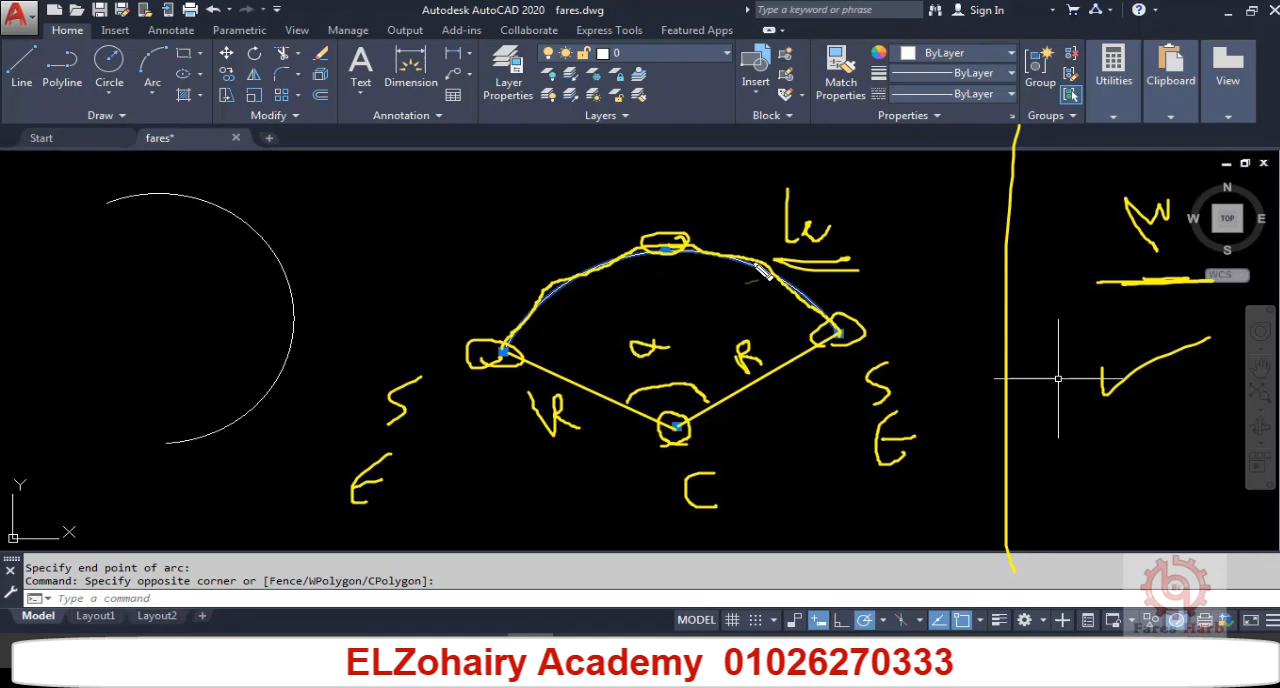 Autodesk AutoCAD 2020 fares.dwg
Type a keyword or phrase
Sign In
Home Insert Annotate Parametric View Manage Output Add-ins Collaborate Express Tools Featured Apps
Line Polyline Circle Arc
Text Dimension
Layer Properties
0
Insert
Match Properties
ByLayer
ByLayer
ByLayer
Group
Utilities
Clipboard
View
Draw Modify Annotation Layers Block Properties Groups
Start fares*
N
W TOP E
S
WCS
α R
R
S
E
S
E
C
Y
X
Specify end point of arc:
Command: Specify opposite corner or [Fence/WPolygon/CPolygon]:
Type a command
Model Layout1 Layout2
MODEL
Fares Harb
ELZohairy Academy 01026270333